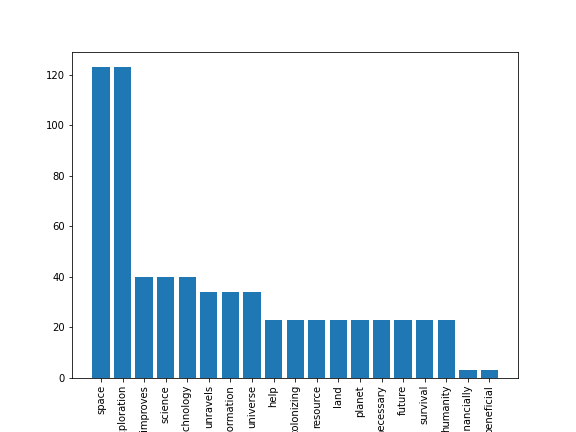 120
100
80
60
40
20
0
space
ploration
improves
science
chnology
unravels
ormation
universe
help
olonizing
resource
land
planet
ecessary
future
survival
humanity
nancially
eneficial